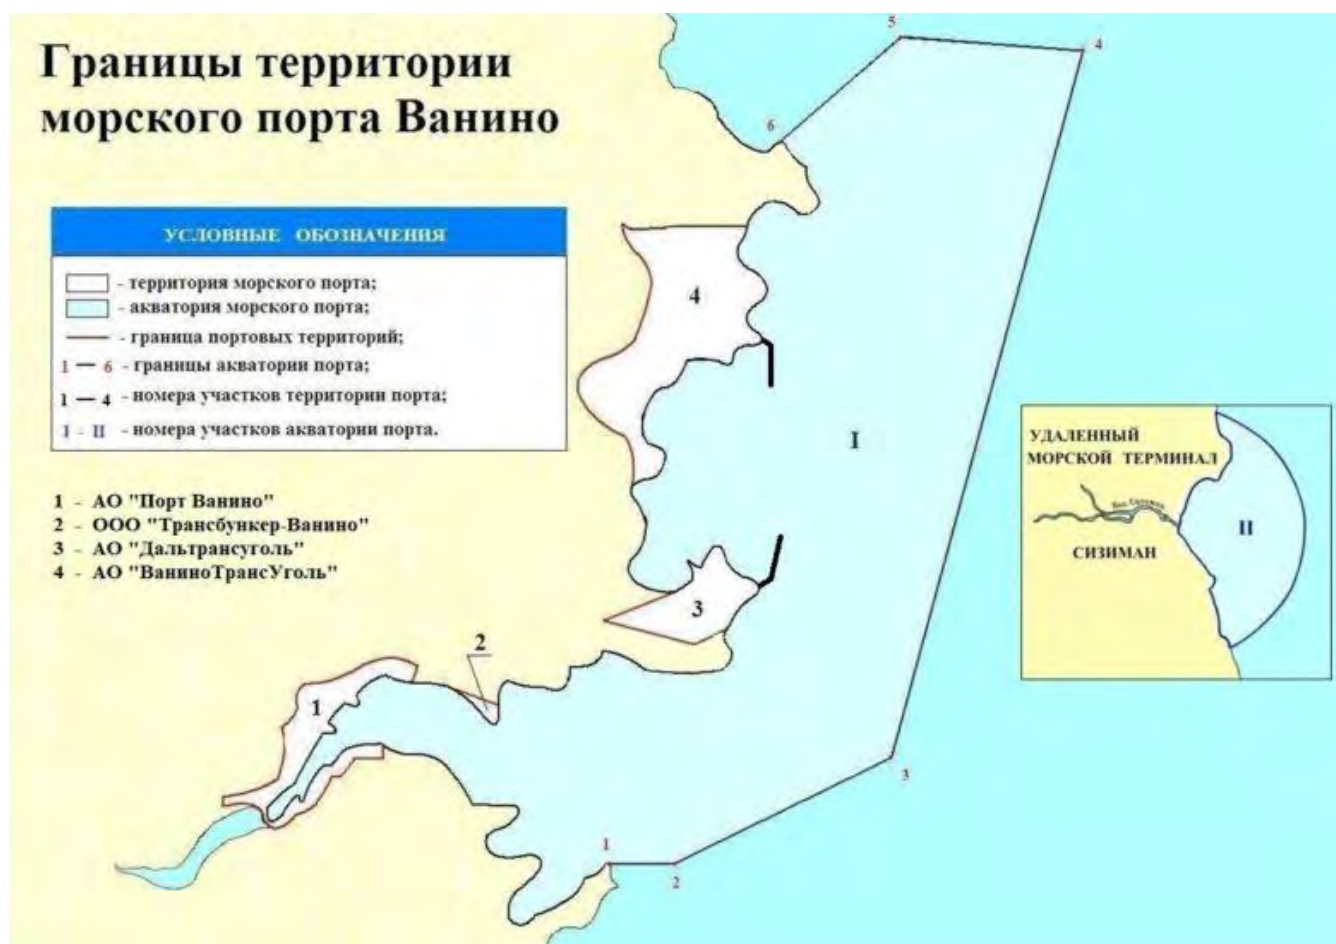 Границы территории
морского порта Ванино
УСЛОВНЫЕ ОБОЗНАЧЕНИЯ
- территория морского порта;
- акватория морского порта;
- граница портовых территорий;
1 — 6 - границы акватории порта;
1 — 4 - номера участков территории порта;
I - II - номера участков акватории порта.
1 - АО "Порт Ванино"
2 - ООО "Трансбункер-Ванино"
3 - АО "Дальтрансуголь"
4 - АО "ВаниноТрансУголь"
5
4
6
4
I
3
2
1
3
1
2
УДАЛЕННЫЙ
МОРСКОЙ ТЕРМИНАЛ
II
СИЗИМАН